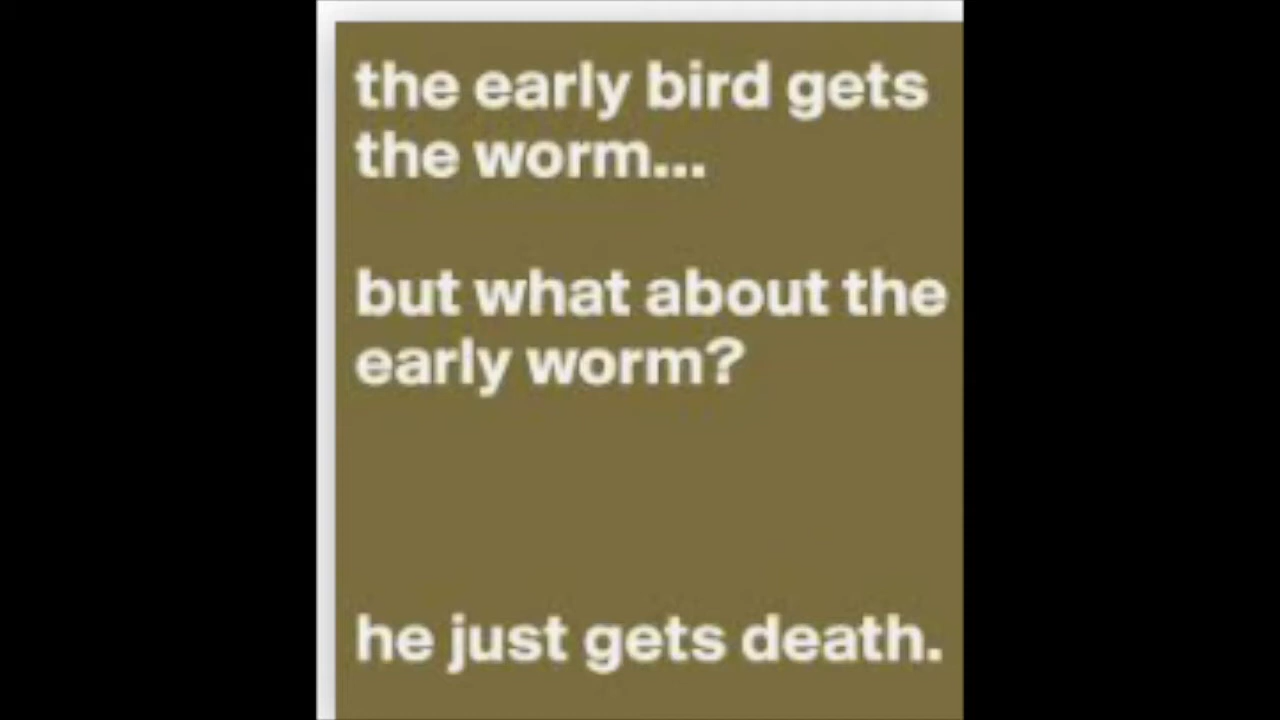 the early bird gets
the worm...
but what about the
early worm?
he just gets death.